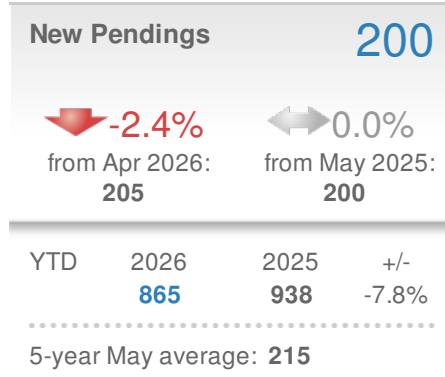 New Pendings 200
-2.4% 0.0%
from Apr 2026: from May 2025:
205 200
YTD 2026 2025 +/-
865 938 -7.8%
5-year May average: 215